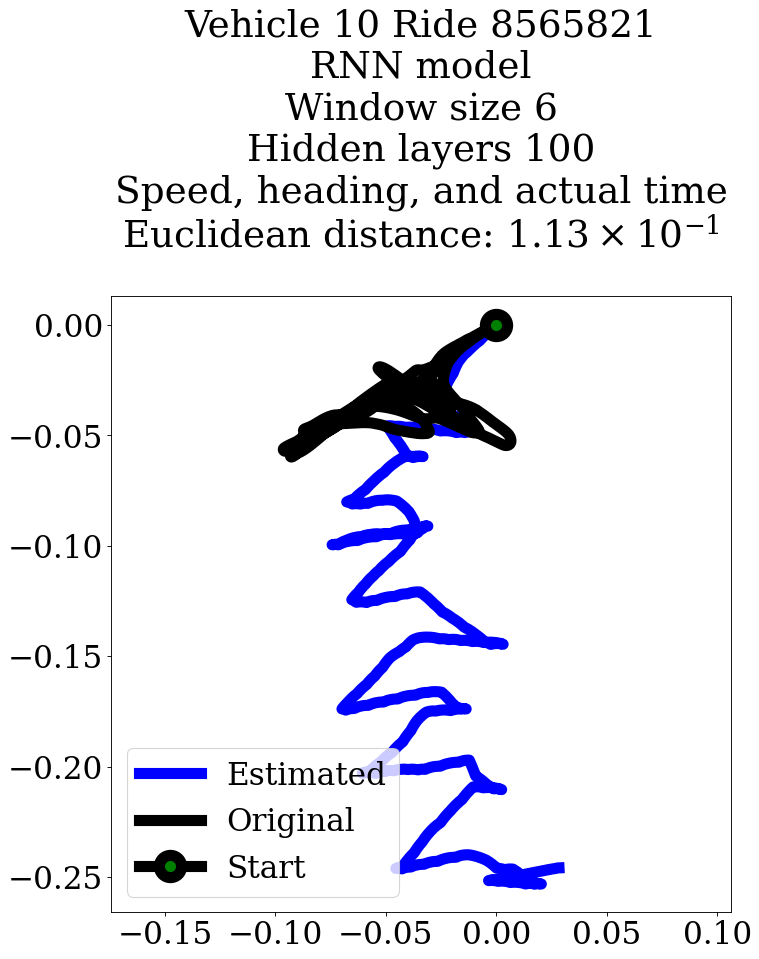 Vehicle 10 Ride 8565821
RNN model
Window size 6
Hidden layers 100
Speed, heading, and actual time
Euclidean distance: 1.13 × 10⁻¹
0.00
−0.05
−0.10
−0.15
−0.20
−0.25
Estimated
Original
Start
−0.15 −0.10 −0.05 0.00 0.05 0.10